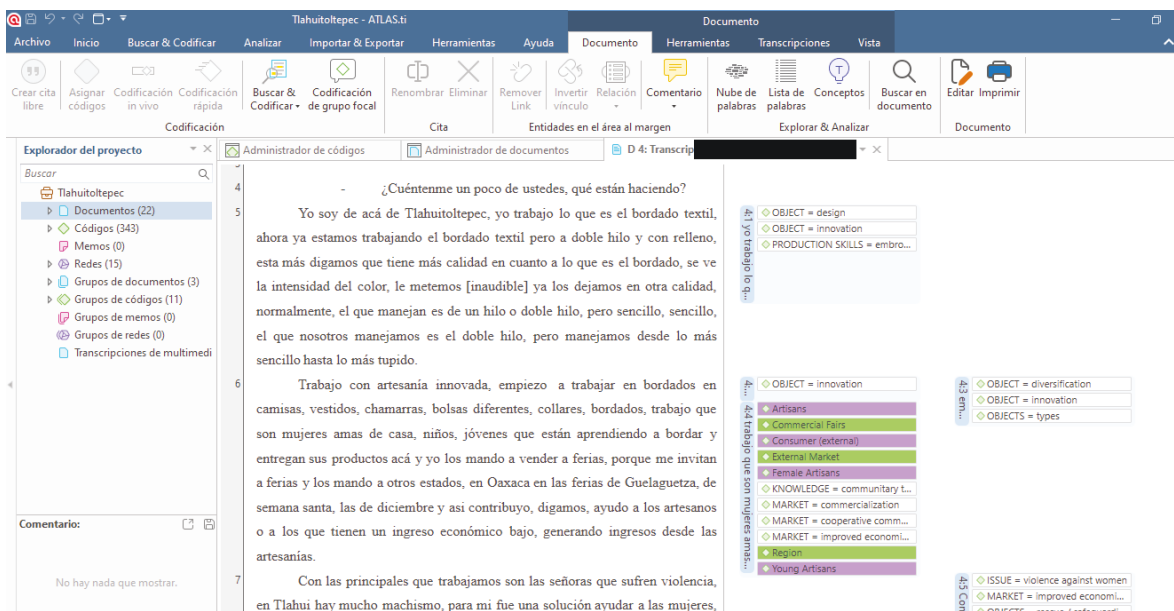 Tlahuitoltepec - ATLAS.ti
Documento
Archivo Inicio Buscar & Codificar Analizar Importar & Exportar Herramientas Ayuda Documento Herramientas Transcripciones Vista
Crear cita libre
Asignar códigos
Codificación in vivo
Codificación rápida
Buscar & Codificar
Codificación de grupo focal
Renombrar
Eliminar
Remover Link
Invertir vínculo
Relación
Comentario
Nube de palabras
Lista de palabras
Conceptos
Buscar en documento
Editar
Imprimir
Codificación
Cita
Entidades en el área al margen
Explorar & Analizar
Documento
Explorador del proyecto
Administrador de códigos
Administrador de documentos
D 4: Transcrip
Buscar
Tlahuitoltepec
Documentos (22)
Códigos (343)
Memos (0)
Redes (15)
Grupos de documentos (3)
Grupos de códigos (11)
Grupos de memos (0)
Grupos de redes (0)
Transcripciones de multimedi
Comentario:
No hay nada que mostrar.
4 - ¿Cuéntenme un poco de ustedes, qué están haciendo?
5 Yo soy de acá de Tlahuitoltepec, yo trabajo lo que es el bordado textil,
ahora ya estamos trabajando el bordado textil pero a doble hilo y con relleno,
esta más digamos que tiene más calidad en cuanto a lo que es el bordado, se ve
la intensidad del color, le metemos [inaudible] ya los dejamos en otra calidad,
normalmente, el que manejan es de un hilo o doble hilo, pero sencillo, sencillo,
el que nosotros manejamos es el doble hilo, pero manejamos desde lo más
sencillo hasta lo más tupido.
6 Trabajo con artesanía innovada, empiezo a trabajar en bordados en
camisas, vestidos, chamarras, bolsas diferentes, collares, bordados, trabajo que
son mujeres amas de casa, niños, jóvenes que están aprendiendo a bordar y
entregan sus productos acá y yo los mando a vender a ferias, porque me invitan
a ferias y los mando a otros estados, en Oaxaca en las ferias de Guelaguetza, de
semana santa, las de diciembre y asi contribuyo, digamos, ayudo a los artesanos
o a los que tienen un ingreso económico bajo, generando ingresos desde las
artesanías.
7 Con las principales que trabajamos son las señoras que sufren violencia,
en Tlahui hay mucho machismo, para mi fue una solución ayudar a las mujeres,
4:1 yo trabajo lo q...
OBJECT = design
OBJECT = innovation
PRODUCTION SKILLS = embro...
4:...
OBJECT = innovation
4:3 em...
OBJECT = diversification
OBJECT = innovation
OBJECTS = types
4:4 trabajo que son mujeres amas...
Artisans
Commercial Fairs
Consumer (external)
External Market
Female Artisans
KNOWLEDGE = communitary t...
MARKET = commercialization
MARKET = cooperative comm...
MARKET = improved economi...
Region
Young Artisans
4:5 Con
ISSUE = violence against women
MARKET = improved economi...